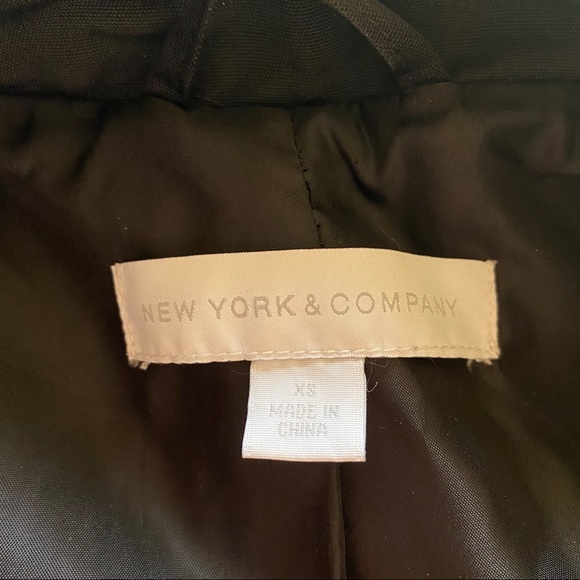 NEW YORK & COMPANY
XS
MADE IN
CHINA